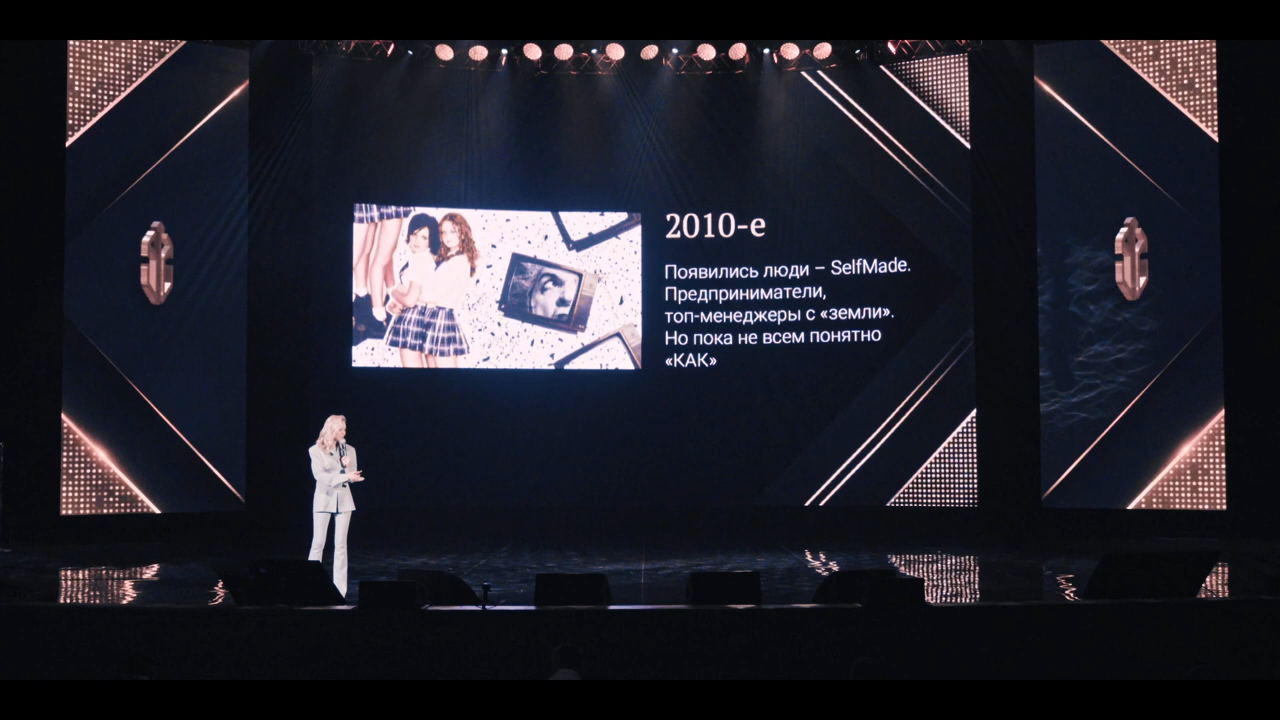 2010-е
Появились люди – SelfMade.
Предприниматели,
топ-менеджеры с «земли».
Но пока не всем понятно
«КАК»